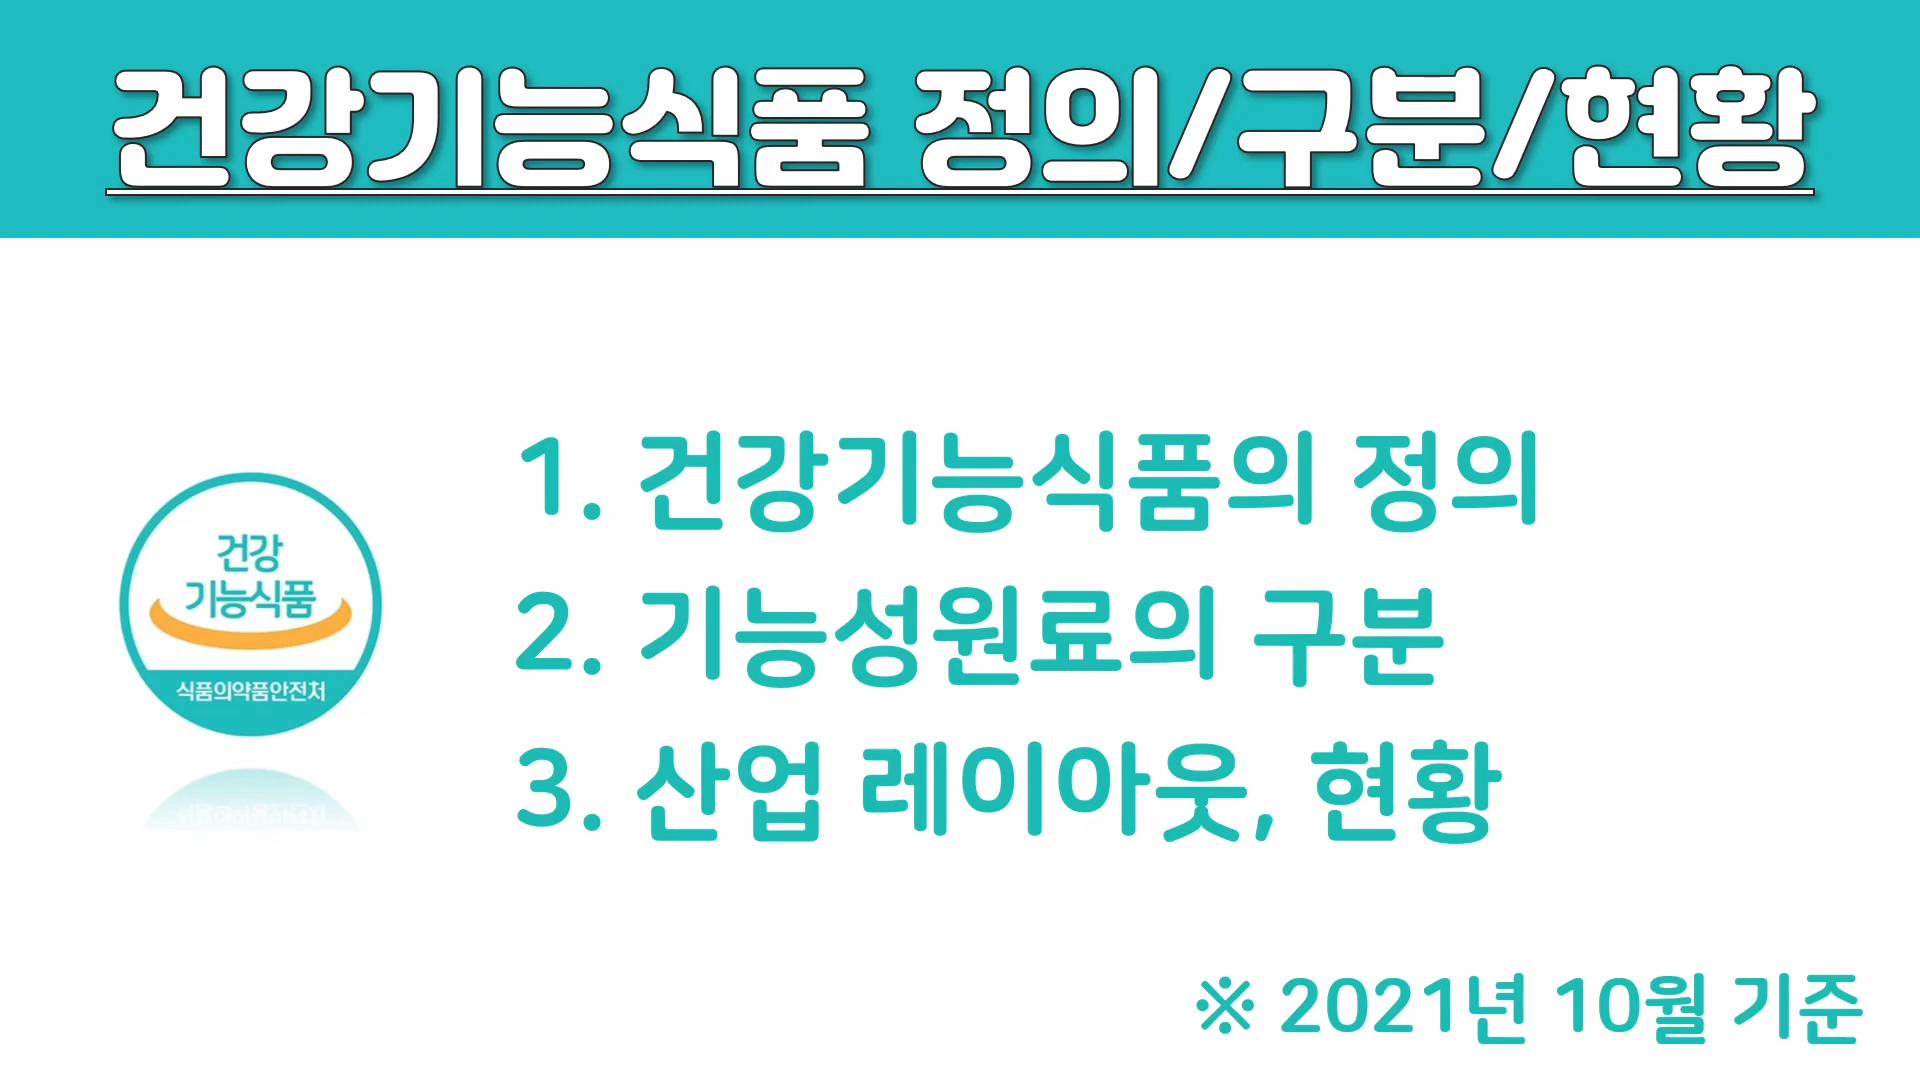 건강기능식품 정의/구분/현황
1. 건강기능식품의 정의
건강
기능식품
2. 기능성원료의 구분
식품의약품안전처
3. 산업 레이아웃, 현황
※ 2021년 10월 기준